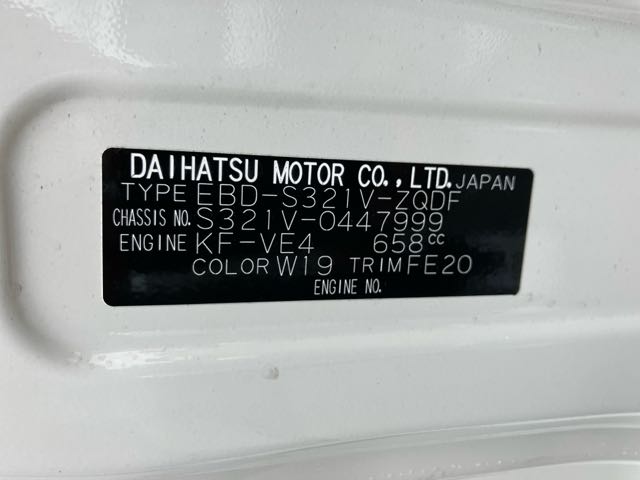 DAIHATSU MOTOR CO.,LTD. JAPAN
TYPE EBD-S321V-ZQDF
CHASSIS NO. S321V-0447999
ENGINE KF-VE4 658cc
COLOR W19 TRIM FE20
ENGINE NO.